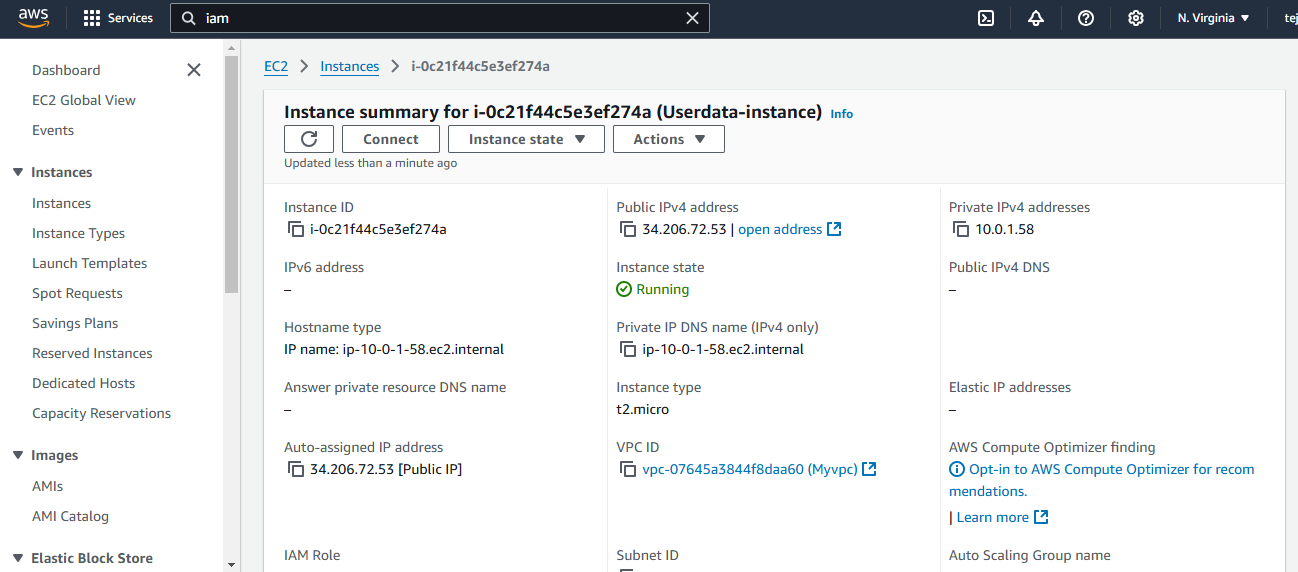 aws
Services
iam
N. Virginia
tej
Dashboard
EC2 Global View
Events
Instances
Instances
Instance Types
Launch Templates
Spot Requests
Savings Plans
Reserved Instances
Dedicated Hosts
Capacity Reservations
Images
AMIs
AMI Catalog
Elastic Block Store
EC2 Instances i-0c21f44c5e3ef274a
Instance summary for i-0c21f44c5e3ef274a (Userdata-instance) Info
Connect Instance state Actions
Updated less than a minute ago
Instance ID
i-0c21f44c5e3ef274a
Public IPv4 address
34.206.72.53 | open address
Private IPv4 addresses
10.0.1.58
IPv6 address
–
Instance state
Running
Public IPv4 DNS
–
Hostname type
IP name: ip-10-0-1-58.ec2.internal
Private IP DNS name (IPv4 only)
ip-10-0-1-58.ec2.internal
Answer private resource DNS name
–
Instance type
t2.micro
Elastic IP addresses
–
Auto-assigned IP address
34.206.72.53 [Public IP]
VPC ID
vpc-07645a3844f8daa60 (Myvpc)
AWS Compute Optimizer finding
Opt-in to AWS Compute Optimizer for recom
mendations.
| Learn more
IAM Role
Subnet ID
Auto Scaling Group name